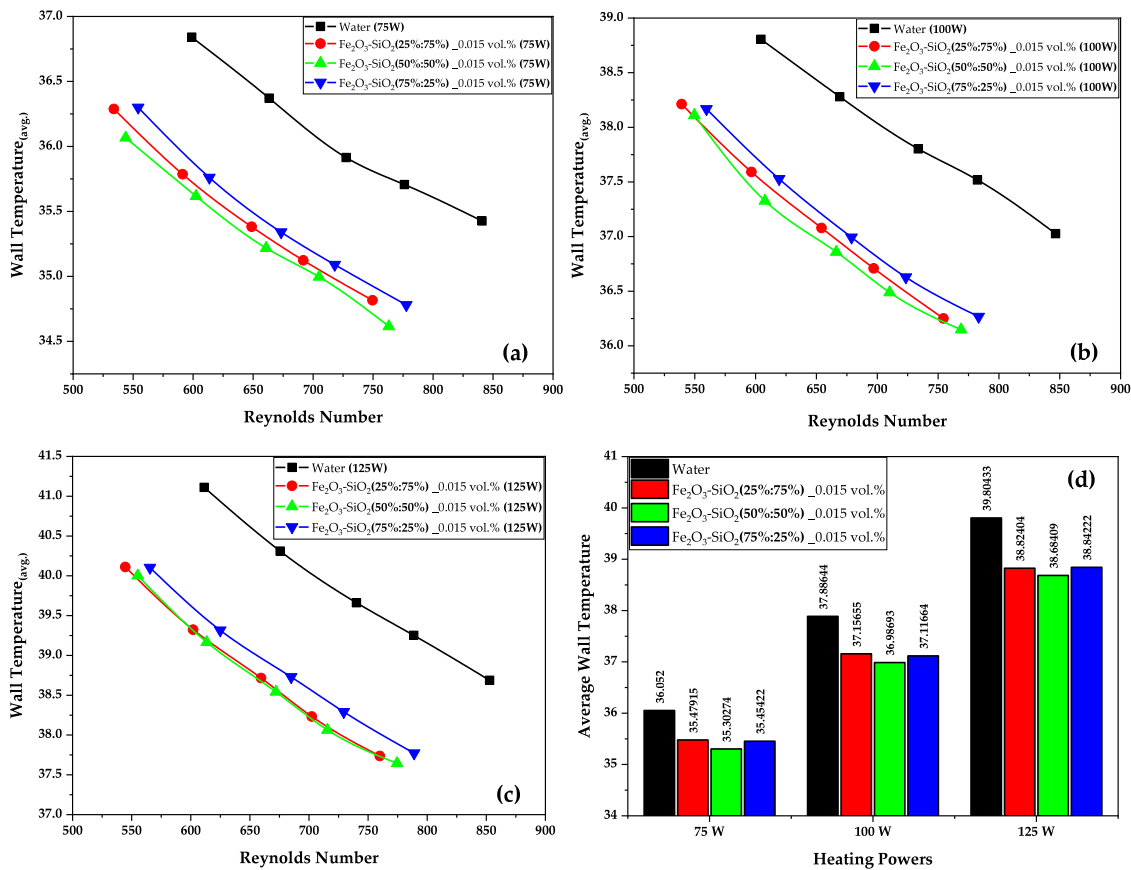 Water (75W)
Fe2O3-SiO2(25%:75%) _0.015 vol.% (75W)
Fe2O3-SiO2(50%:50%) _0.015 vol.% (75W)
Fe2O3-SiO2(75%:25%) _0.015 vol.% (75W)
37.0
36.5
36.0
35.5
35.0
34.5
Wall Temperature(avg.)
500 550 600 650 700 750 800 850 900
Reynolds Number
(a)
Water (100W)
Fe2O3-SiO2(25%:75%) _0.015 vol.% (100W)
Fe2O3-SiO2(50%:50%) _0.015 vol.% (100W)
Fe2O3-SiO2(75%:25%) _0.015 vol.% (100W)
39.0
38.5
38.0
37.5
37.0
36.5
36.0
Wall Temperature(avg.)
500 550 600 650 700 750 800 850 900
Reynolds Number
(b)
Water (125W)
Fe2O3-SiO2(25%:75%) _0.015 vol.% (125W)
Fe2O3-SiO2(50%:50%) _0.015 vol.% (125W)
Fe2O3-SiO2(75%:25%) _0.015 vol.% (125W)
41.5
41.0
40.5
40.0
39.5
39.0
38.5
38.0
37.5
37.0
Wall Temperature(avg.)
500 550 600 650 700 750 800 850 900
Reynolds Number
(c)
Water
Fe2O3-SiO2(25%:75%) _0.015 vol.%
Fe2O3-SiO2(50%:50%) _0.015 vol.%
Fe2O3-SiO2(75%:25%) _0.015 vol.%
(d)
41
40
39
38
37
36
35
34
Average Wall Temperature
36.052
35.47915
35.30274
35.45422
37.88644
37.15655
36.98693
37.11664
39.80433
38.82404
38.68409
38.84222
75 W 100 W 125 W
Heating Powers